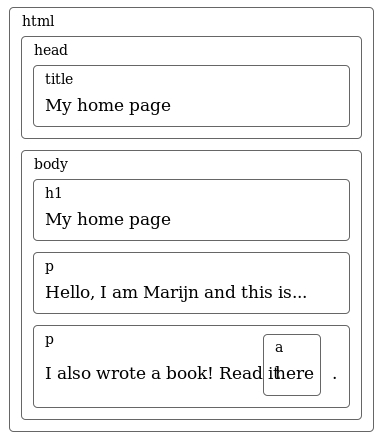 html
head
title
My home page
body
h1
My home page
p
Hello, I am Marijn and this is...
p
a
I also wrote a book! Read it here .